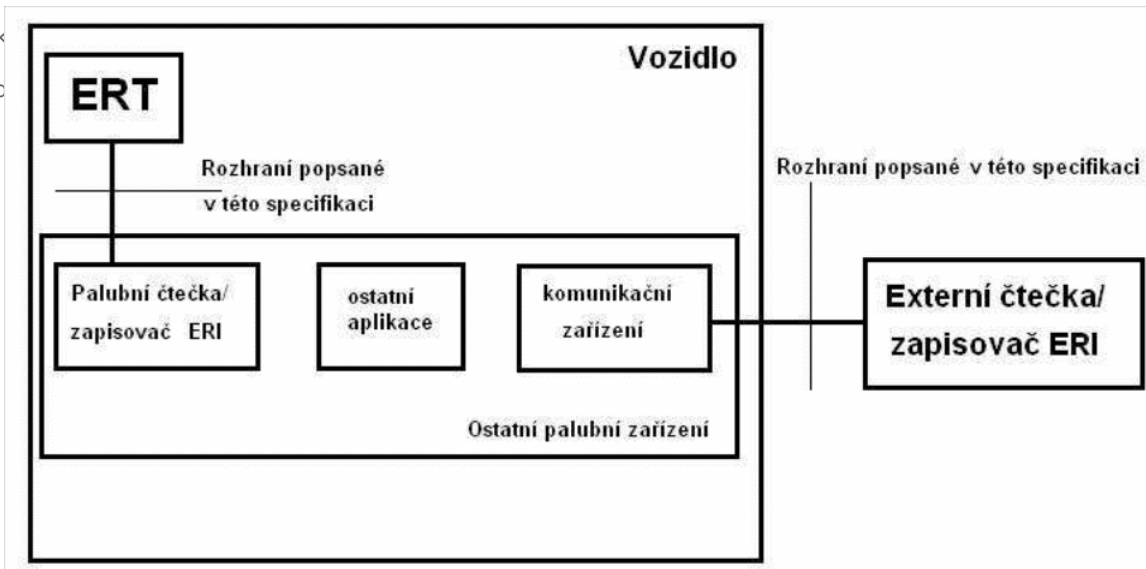 Vozidlo
ERT
Rozhraní popsané
v této specifikaci
Rozhraní popsané v této specifikaci
Palubní čtečka/
zapisovač ERI
ostatní
aplikace
komunikační
zařízení
Externí čtečka/
zapisovač ERI
Ostatní palubní zařízení